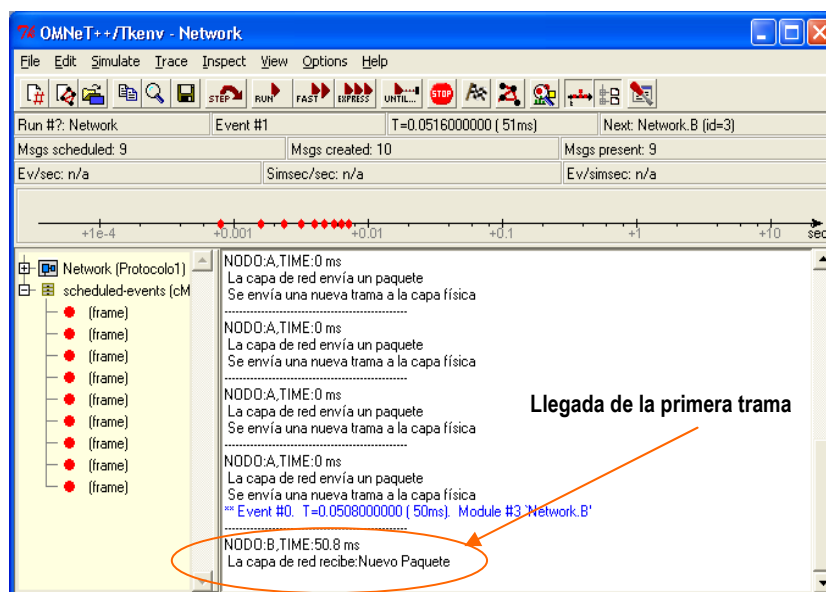 OMNeT++/Tkenv - Network
File Edit Simulate Trace Inspect View Options Help
STEP RUN FAST EXPRESS UNTIL... STOP
Run #?: Network Event #1 T=0.0516000000 ( 51ms) Next: Network.B (id=3)
Msgs scheduled: 9 Msgs created: 10 Msgs present: 9
Ev/sec: n/a Simsec/sec: n/a Ev/simsec: n/a
+1e-4 +0.001 +0.01 +0.1 +1 +10 sec
Network (Protocolo1)
scheduled-events (cM
(frame)
(frame)
(frame)
(frame)
(frame)
(frame)
(frame)
(frame)
(frame)
NODO:A,TIME:0 ms
La capa de red envía un paquete
Se envía una nueva trama a la capa física
--------------------------------------------------
NODO:A,TIME:0 ms
La capa de red envía un paquete
Se envía una nueva trama a la capa física
--------------------------------------------------
NODO:A,TIME:0 ms
La capa de red envía un paquete
Se envía una nueva trama a la capa física
--------------------------------------------------
NODO:A,TIME:0 ms
La capa de red envía un paquete
Se envía una nueva trama a la capa física
** Event #0. T=0.0508000000 ( 50ms). Module #3 `Network.B'
--------------------------------------------------
NODO:B,TIME:50.8 ms
La capa de red recibe:Nuevo Paquete
Llegada de la primera trama